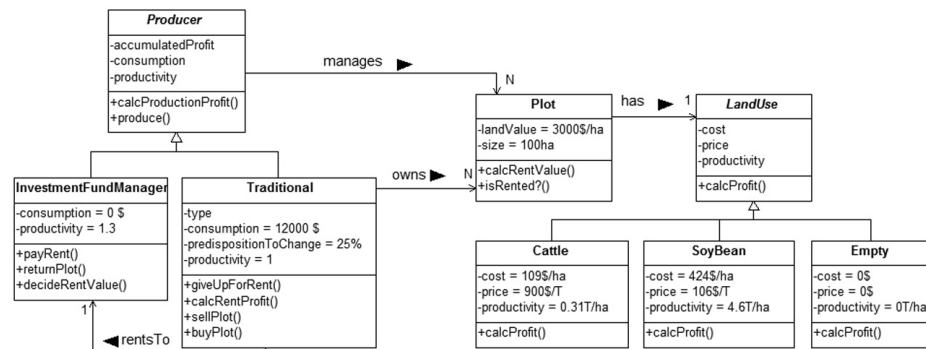 Producer
-accumulatedProfit
-consumption
-productivity
+calcProductionProfit()
+produce()
manages
N
Plot
-landValue = 3000$/ha
-size = 100ha
+calcRentValue()
+isRented?()
has
1
LandUse
-cost
-price
-productivity
+calcProfit()
InvestmentFundManager
-consumption = 0 $
-productivity = 1.3
+payRent()
+returnPlot()
+decideRentValue()
Traditional
-type
-consumption = 12000 $
-predispositionToChange = 25%
-productivity = 1
+giveUpForRent()
+calcRentProfit()
+sellPlot()
+buyPlot()
owns
N
Cattle
-cost = 109$/ha
-price = 900$/T
-productivity = 0.31T/ha
+calcProfit()
SoyBean
-cost = 424$/ha
-price = 106$/T
-productivity = 4.6T/ha
+calcProfit()
Empty
-cost = 0$
-price = 0$
-productivity = 0T/ha
+calcProfit()
1
rentsTo